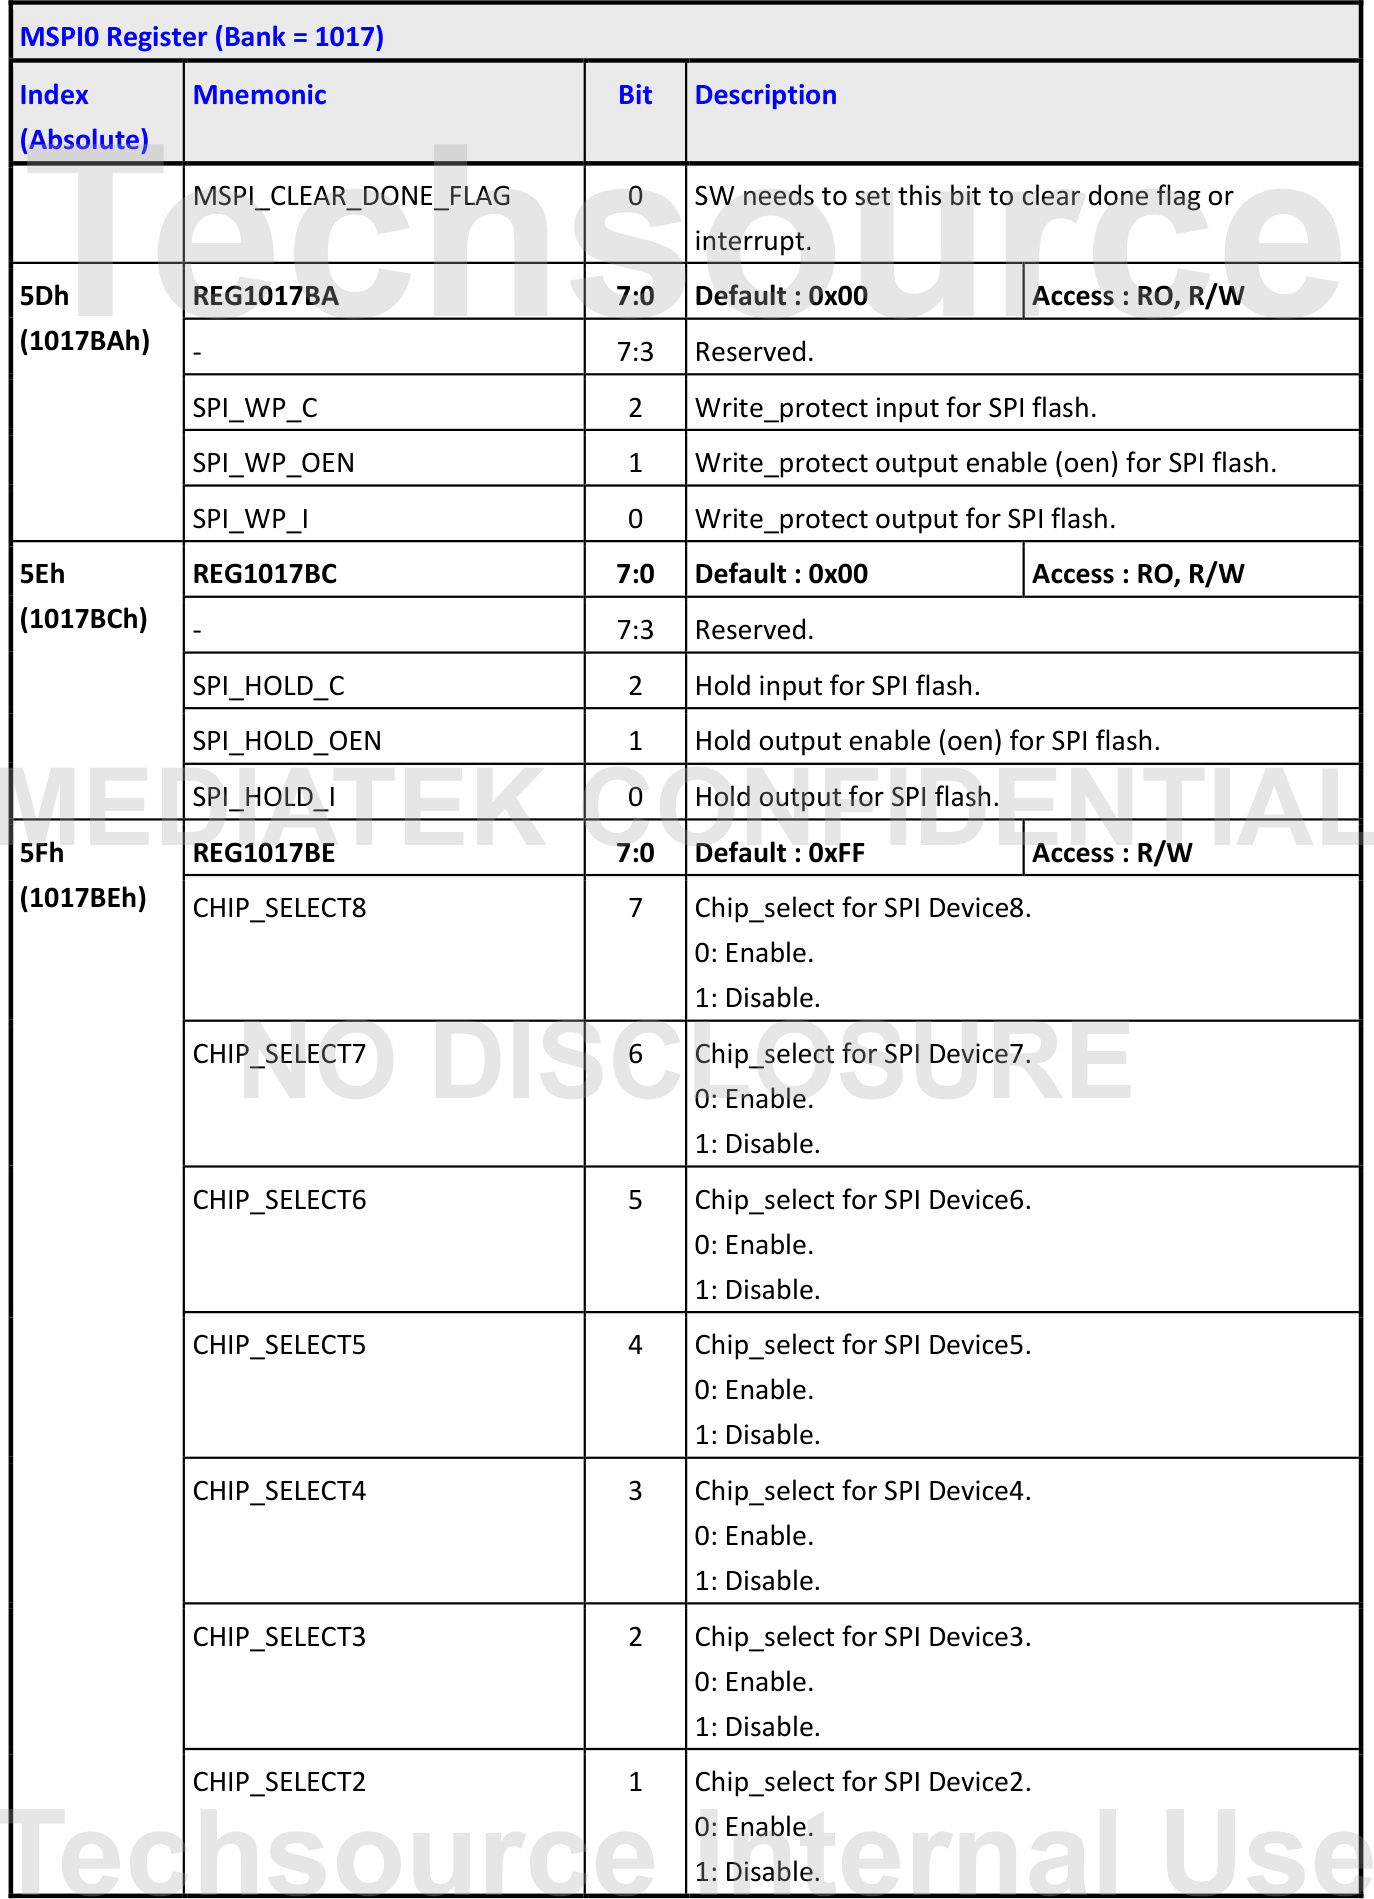 MSPI0 Register (Bank = 1017)
Index (Absolute) Mnemonic Bit Description
MSPI_CLEAR_DONE_FLAG 0 SW needs to set this bit to clear done flag or
interrupt.
5Dh REG1017BA 7:0 Default : 0x00 Access : RO, R/W
(1017BAh)
- 7:3 Reserved.
SPI_WP_C 2 Write_protect input for SPI flash.
SPI_WP_OEN 1 Write_protect output enable (oen) for SPI flash.
SPI_WP_I 0 Write_protect output for SPI flash.
5Eh REG1017BC 7:0 Default : 0x00 Access : RO, R/W
(1017BCh)
- 7:3 Reserved.
SPI_HOLD_C 2 Hold input for SPI flash.
SPI_HOLD_OEN 1 Hold output enable (oen) for SPI flash.
SPI_HOLD_I 0 Hold output for SPI flash.
5Fh REG1017BE 7:0 Default : 0xFF Access : R/W
(1017BEh)
CHIP_SELECT8 7 Chip_select for SPI Device8.
0: Enable.
1: Disable.
CHIP_SELECT7 6 Chip_select for SPI Device7.
0: Enable.
1: Disable.
CHIP_SELECT6 5 Chip_select for SPI Device6.
0: Enable.
1: Disable.
CHIP_SELECT5 4 Chip_select for SPI Device5.
0: Enable.
1: Disable.
CHIP_SELECT4 3 Chip_select for SPI Device4.
0: Enable.
1: Disable.
CHIP_SELECT3 2 Chip_select for SPI Device3.
0: Enable.
1: Disable.
CHIP_SELECT2 1 Chip_select for SPI Device2.
0: Enable.
1: Disable.
Techsource
MEDIATEK CONFIDENTIAL
NO DISCLOSURE
Techsource Internal Use